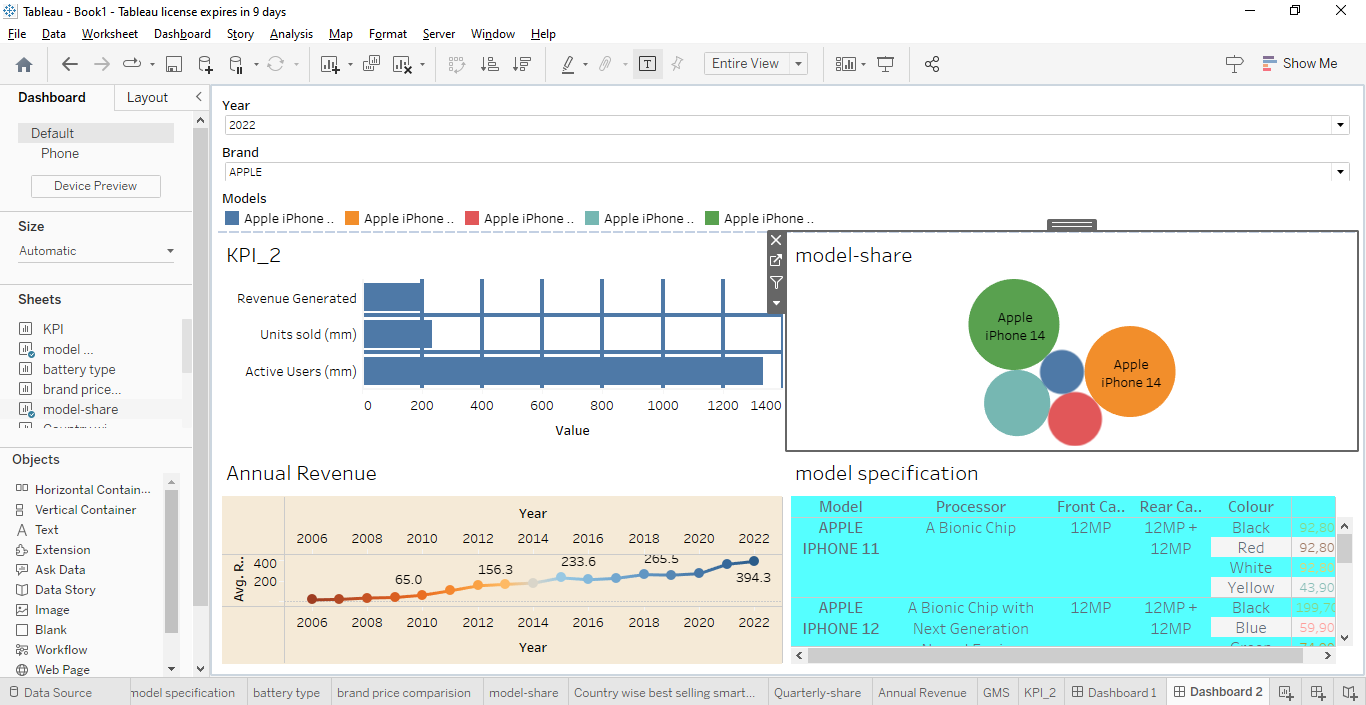 Tableau - Book1 - Tableau license expires in 9 days
File Data Worksheet Dashboard Story Analysis Map Format Server Window Help
Entire View
Show Me
Dashboard Layout
Default
Phone
Device Preview
Size
Automatic
Sheets
KPI
model ...
battery type
brand price...
model-share
Objects
Horizontal Contain...
Vertical Container
Text
Extension
Ask Data
Data Story
Image
Blank
Workflow
Web Page
Year
2022
Brand
APPLE
Models
Apple iPhone .. Apple iPhone .. Apple iPhone .. Apple iPhone .. Apple iPhone ..
KPI_2
Revenue Generated
Units sold (mm)
Active Users (mm)
0 200 400 600 800 1000 1200 1400
Value
model-share
Apple
iPhone 14
Apple
iPhone 14
Annual Revenue
Year
2006 2008 2010 2012 2014 2016 2018 2020 2022
Avg. R..
400
200
65.0 156.3 233.6 265.5 394.3
2006 2008 2010 2012 2014 2016 2018 2020 2022
Year
model specification
Model Processor Front Ca.. Rear Ca.. Colour
APPLE A Bionic Chip 12MP 12MP + Black 92,80
IPHONE 11 12MP Red 92,80
White
Yellow 43,90
APPLE A Bionic Chip with 12MP 12MP + Black 199,70
IPHONE 12 Next Generation 12MP Blue 59,90
Data Source model specification battery type brand price comparision model-share Country wise best selling smart... Quarterly-share Annual Revenue GMS KPI_2 Dashboard 1 Dashboard 2